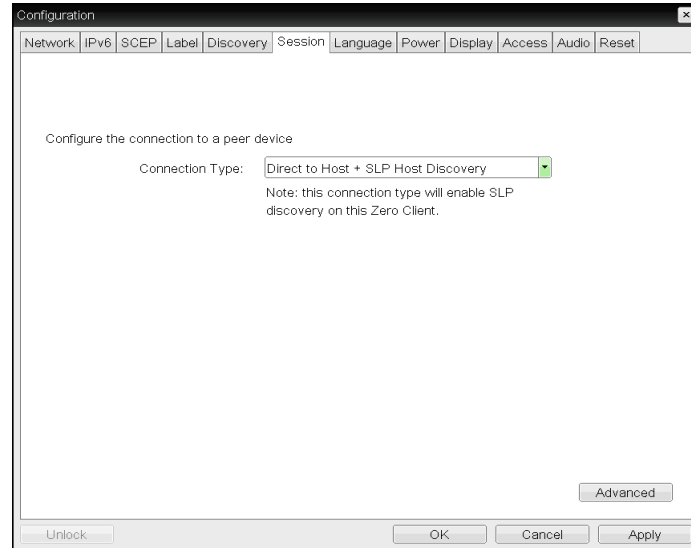 Configuration
Network IPv6 SCEP Label Discovery Session Language Power Display Access Audio Reset
Configure the connection to a peer device
Connection Type: Direct to Host + SLP Host Discovery
Note: this connection type will enable SLP
discovery on this Zero Client.
Advanced
Unlock OK Cancel Apply